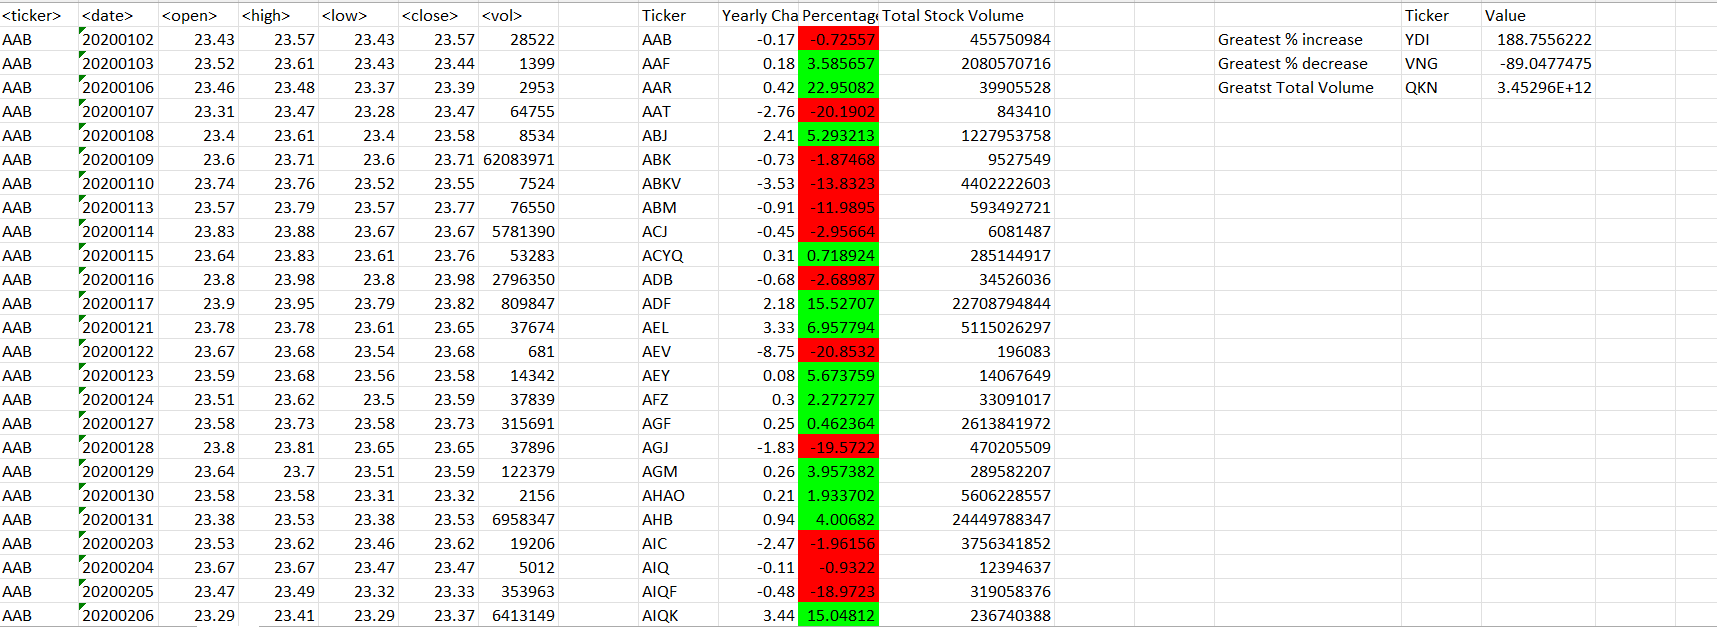 <ticker> <date> <open> <high> <low> <close> <vol> Ticker Yearly Cha Percentage Total Stock Volume Ticker Value
AAB 20200102 23.43 23.57 23.43 23.57 28522 AAB -0.17 -0.72557 455750984 Greatest % increase YDI 188.7556222
AAB 20200103 23.52 23.61 23.43 23.44 1399 AAF 0.18 3.585657 2080570716 Greatest % decrease VNG -89.0477475
AAB 20200106 23.46 23.48 23.37 23.39 2953 AAR 0.42 22.95082 39905528 Greatst Total Volume QKN 3.45296E+12
AAB 20200107 23.31 23.47 23.28 23.47 64755 AAT -2.76 -20.1902 843410
AAB 20200108 23.4 23.61 23.4 23.58 8534 ABJ 2.41 5.293213 1227953758
AAB 20200109 23.6 23.71 23.6 23.71 62083971 ABK -0.73 -1.87468 9527549
AAB 20200110 23.74 23.76 23.52 23.55 7524 ABKV -3.53 -13.8323 4402222603
AAB 20200113 23.57 23.79 23.57 23.77 76550 ABM -0.91 -11.9895 593492721
AAB 20200114 23.83 23.88 23.67 23.67 5781390 ACJ -0.45 -2.95664 6081487
AAB 20200115 23.64 23.83 23.61 23.76 53283 ACYQ 0.31 0.718924 285144917
AAB 20200116 23.8 23.98 23.8 23.98 2796350 ADB -0.68 -2.68987 34526036
AAB 20200117 23.9 23.95 23.79 23.82 809847 ADF 2.18 15.52707 22708794844
AAB 20200121 23.78 23.78 23.61 23.65 37674 AEL 3.33 6.957794 5115026297
AAB 20200122 23.67 23.68 23.54 23.68 681 AEV -8.75 -20.8532 196083
AAB 20200123 23.59 23.68 23.56 23.58 14342 AEY 0.08 5.673759 14067649
AAB 20200124 23.51 23.62 23.5 23.59 37839 AFZ 0.3 2.272727 33091017
AAB 20200127 23.58 23.73 23.58 23.73 315691 AGF 0.25 0.462364 2613841972
AAB 20200128 23.8 23.81 23.65 23.65 37896 AGJ -1.83 -19.5722 470205509
AAB 20200129 23.64 23.7 23.51 23.59 122379 AGM 0.26 3.957382 289582207
AAB 20200130 23.58 23.58 23.31 23.32 2156 AHAO 0.21 1.933702 5606228557
AAB 20200131 23.38 23.53 23.38 23.53 6958347 AHB 0.94 4.00682 24449788347
AAB 20200203 23.53 23.62 23.46 23.62 19206 AIC -2.47 -1.96156 3756341852
AAB 20200204 23.67 23.67 23.47 23.47 5012 AIQ -0.11 -0.9322 12394637
AAB 20200205 23.47 23.49 23.32 23.33 353963 AIQF -0.48 -18.9723 319058376
AAB 20200206 23.29 23.41 23.29 23.37 6413149 AIQK 3.44 15.04812 236740388